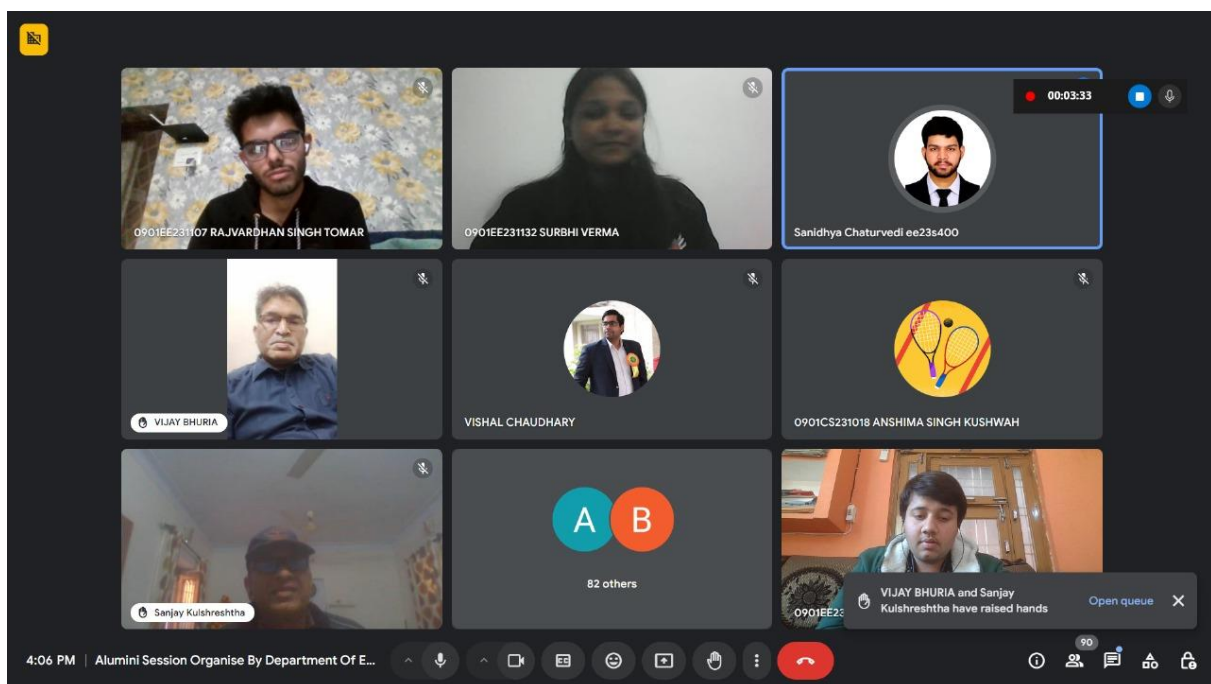 00:03:33
0901EE231107 RAJVARDHAN SINGH TOMAR
0901EE231132 SURBHI VERMA
Sanidhya Chaturvedi ee23s400
VIJAY BHURIA
VISHAL CHAUDHARY
0901CS231018 ANSHIMA SINGH KUSHWAH
Sanjay Kulshreshtha
A B
82 others
0901EE23
VIJAY BHURIA and Sanjay
Kulshreshtha have raised hands
Open queue
4:06 PM | Alumini Session Organise By Department Of E...
CC
90